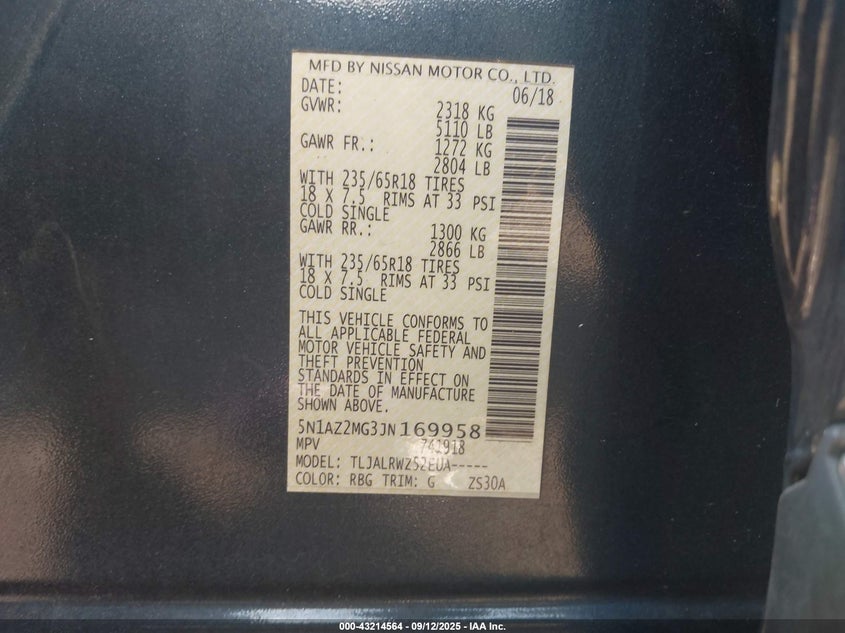 MFD BY NISSAN MOTOR CO., LTD.
DATE: 06/18
GVWR: 2318 KG
5110 LB
GAWR FR.: 1272 KG
2804 LB
WITH 235/65R18 TIRES
18 X 7.5 RIMS AT 33 PSI
COLD SINGLE
GAWR RR.: 1300 KG
2866 LB
WITH 235/65R18 TIRES
18 X 7.5 RIMS AT 33 PSI
COLD SINGLE
THIS VEHICLE CONFORMS TO
ALL APPLICABLE FEDERAL
MOTOR VEHICLE SAFETY AND
THEFT PREVENTION
STANDARDS IN EFFECT ON
THE DATE OF MANUFACTURE
SHOWN ABOVE.
5N1AZ2MG3JN169958
MPV 741918
MODEL: TLJALRWZ52EUA-----
COLOR: RBG TRIM: G ZS30A
000-43214564 - 09/12/2025 - IAA Inc.